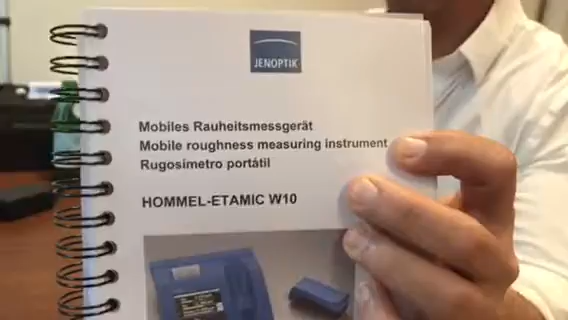 JENOPTIK
Mobiles Rauheitsmessgerät
Mobile roughness measuring instrument
Rugosímetro portátil
HOMMEL-ETAMIC W10